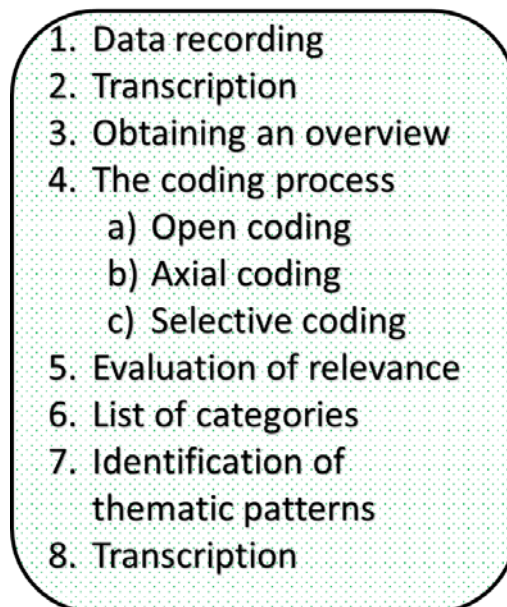 1. Data recording
2. Transcription
3. Obtaining an overview
4. The coding process
a) Open coding
b) Axial coding
c) Selective coding
5. Evaluation of relevance
6. List of categories
7. Identification of
thematic patterns
8. Transcription